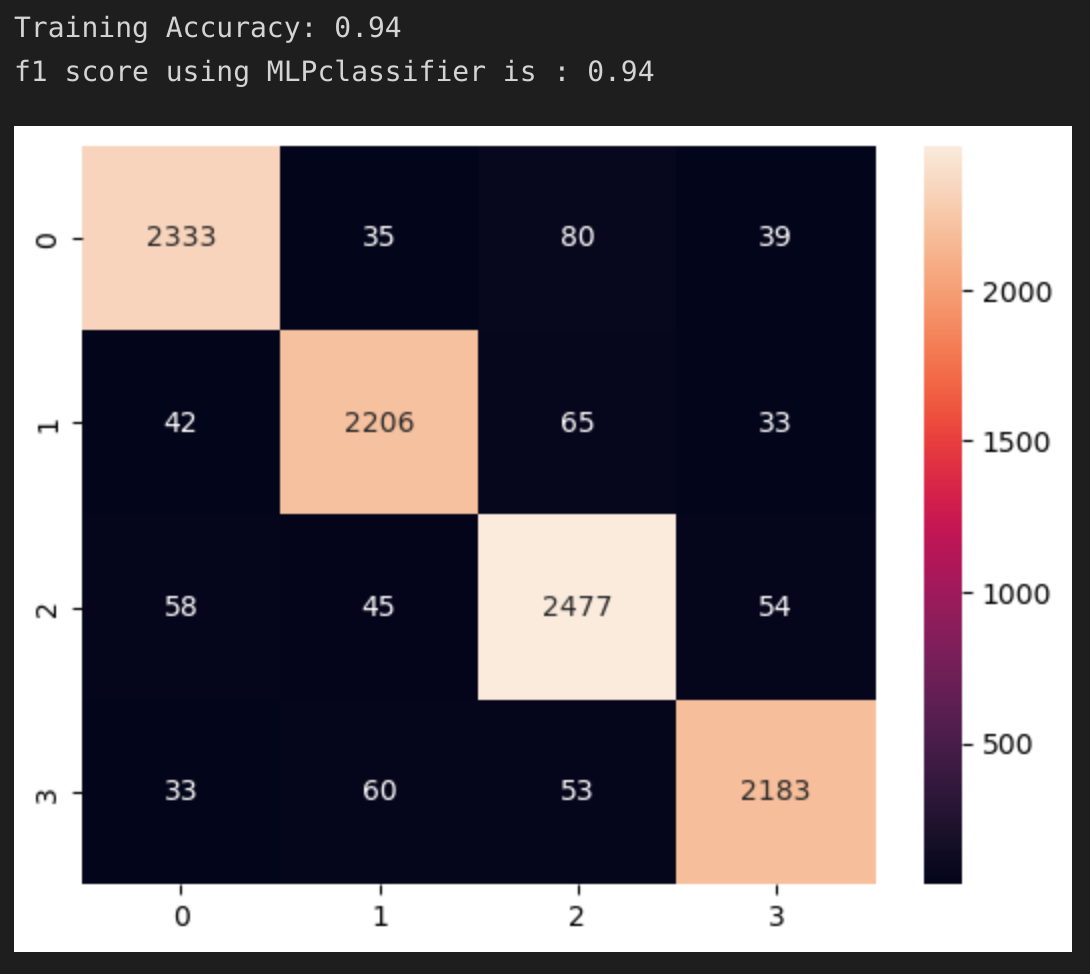 Training Accuracy: 0.94
f1 score using MLPclassifier is : 0.94
0 2333 35 80 39
2000
1 42 2206 65 33
1500
1000
2 58 45 2477 54
500
3 33 60 53 2183
0 1 2 3